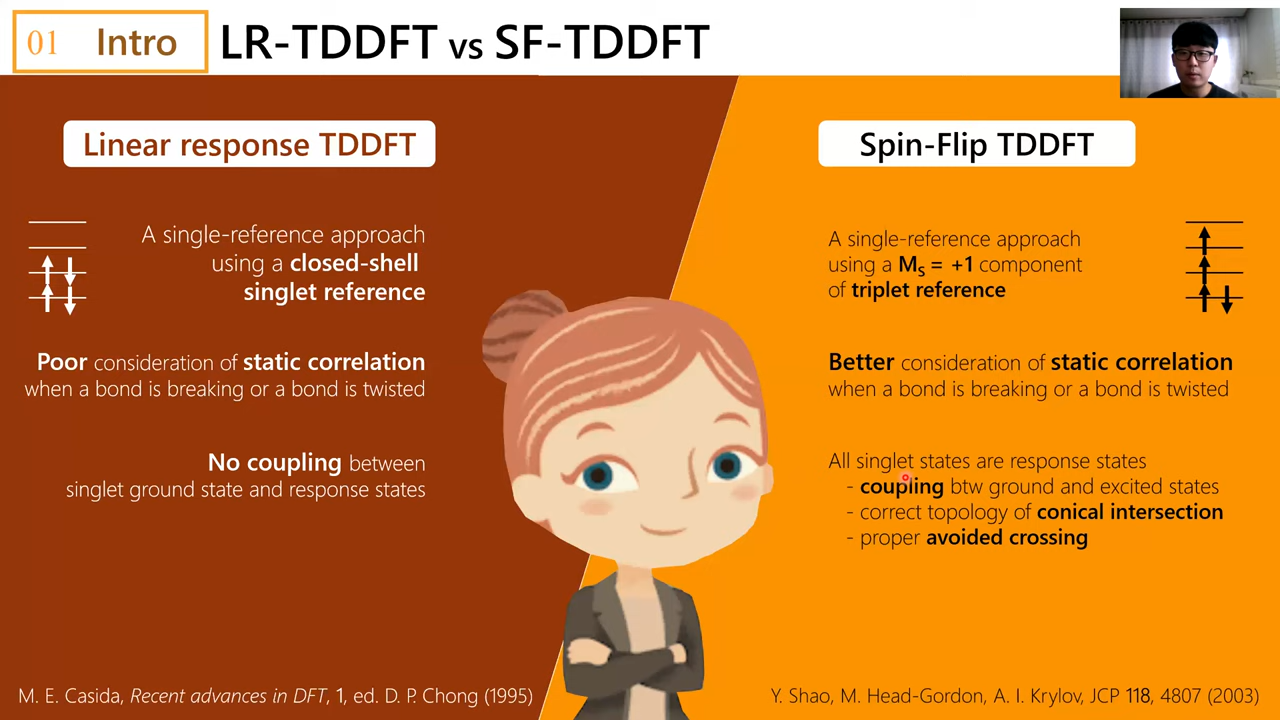 01 Intro LR-TDDFT vs SF-TDDFT
Linear response TDDFT
A single-reference approach
using a closed-shell
singlet reference
Poor consideration of static correlation
when a bond is breaking or a bond is twisted
No coupling between
singlet ground state and response states
M. E. Casida, Recent advances in DFT, 1, ed. D. P. Chong (1995)
Spin-Flip TDDFT
A single-reference approach
using a MS = +1 component
of triplet reference
Better consideration of static correlation
when a bond is breaking or a bond is twisted
All singlet states are response states
- coupling btw ground and excited states
- correct topology of conical intersection
- proper avoided crossing
Y. Shao, M. Head-Gordon, A. I. Krylov, JCP 118, 4807 (2003)